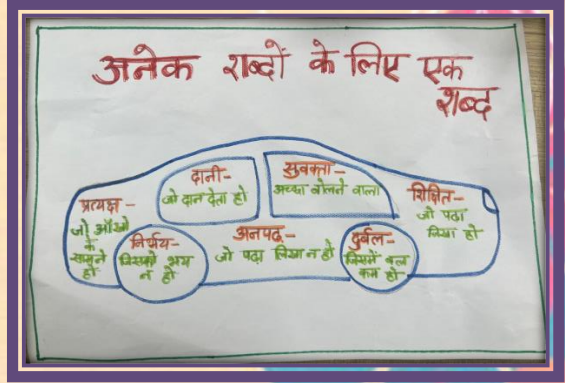 अनेक शब्दों के लिए एक
शब्द
दानी-
जो दान देता हो
सुवक्ता-
अच्छा बोलने वाला
प्रत्यक्ष-
जो आँखो
के
सामने
हो
शिक्षित-
जो पढा
लिखा हो
निर्भय-
जिसको भय
न हो
अनपढ-
जो पढ़ा लिखा न हो
दुर्बल-
जिसमें बल
कम हो